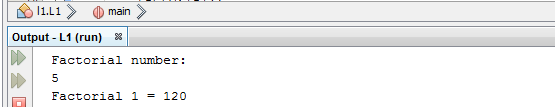 l1.L1 main
Output - L1 (run)
Factorial number:
5
Factorial 1 = 120